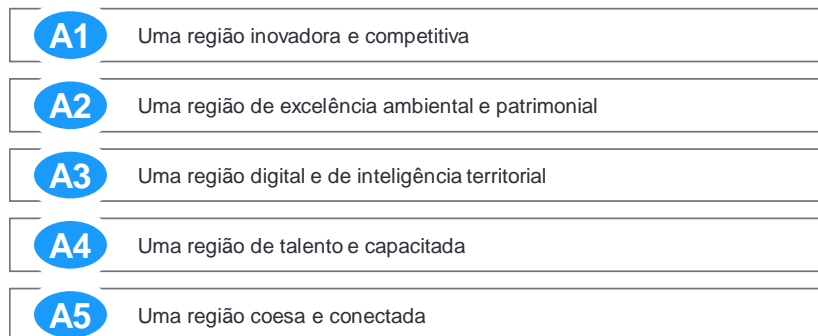 A1 Uma região inovadora e competitiva
A2 Uma região de excelência ambiental e patrimonial
A3 Uma região digital e de inteligência territorial
A4 Uma região de talento e capacitada
A5 Uma região coesa e conectada